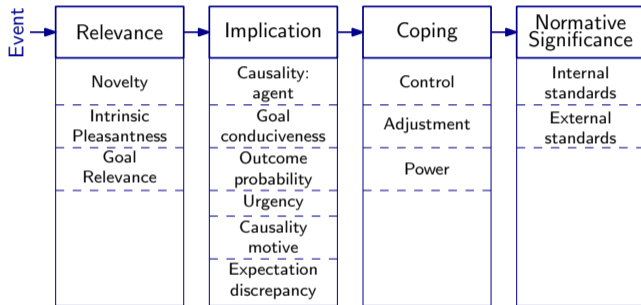 Event
Relevance
Implication
Coping
Normative
Significance
Novelty
Intrinsic
Pleasantness
Goal
Relevance
Causality:
agent
Goal
conduciveness
Outcome
probability
Urgency
Causality
motive
Expectation
discrepancy
Control
Adjustment
Power
Internal
standards
External
standards